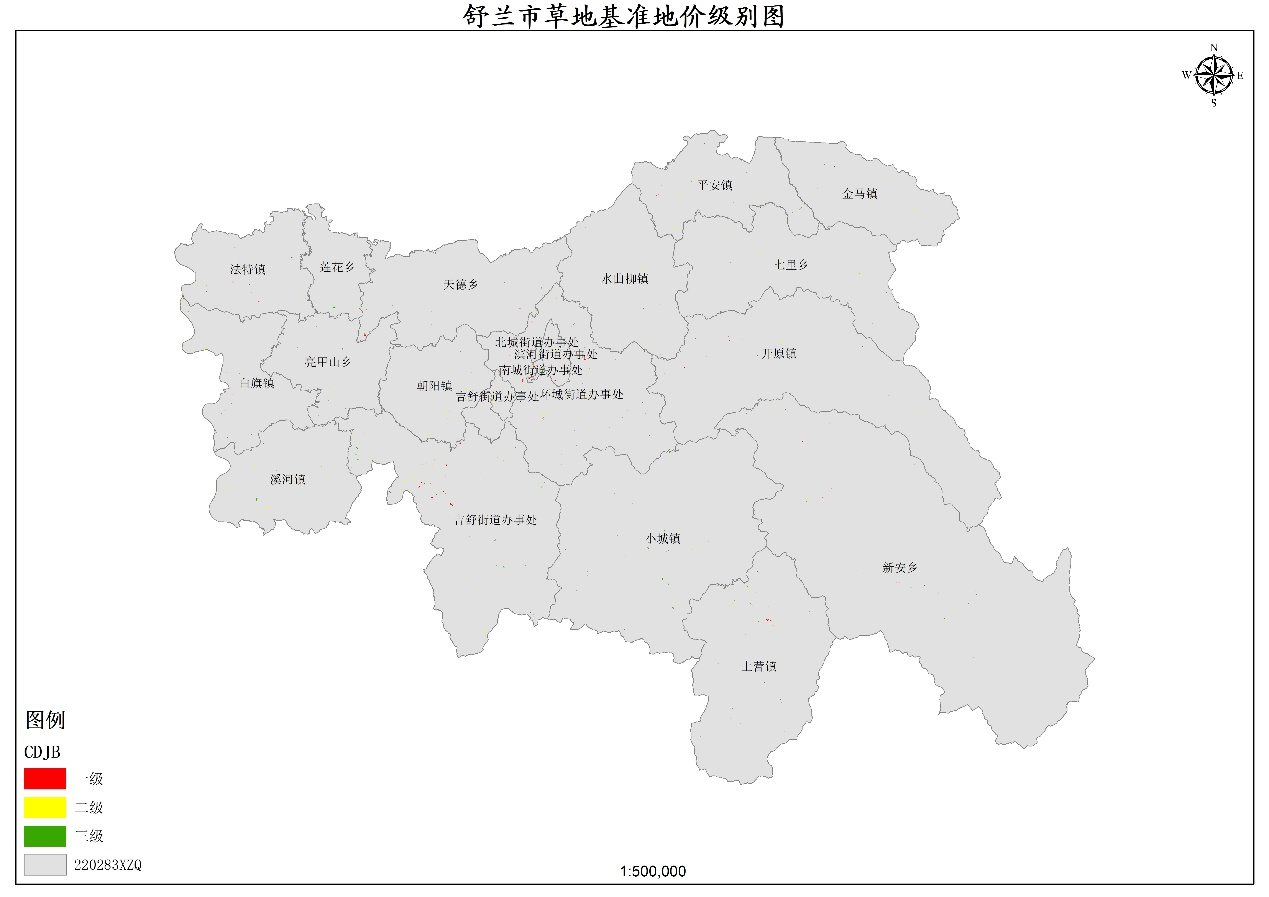 舒兰市草地基准地价级别图
N
W
E
S
平安镇
金马镇
法特镇
莲花乡
天德乡
水曲柳镇
七里乡
北城街道办事处
滨河街道办事处
开原镇
亮甲山乡
南城街道办事处
白旗镇
朝阳镇
吉舒街道办事处
环城街道办事处
溪河镇
吉舒街道办事处
小城镇
新安乡
上营镇
图例
CDJB
一级
二级
三级
220283XZQ
1:500,000